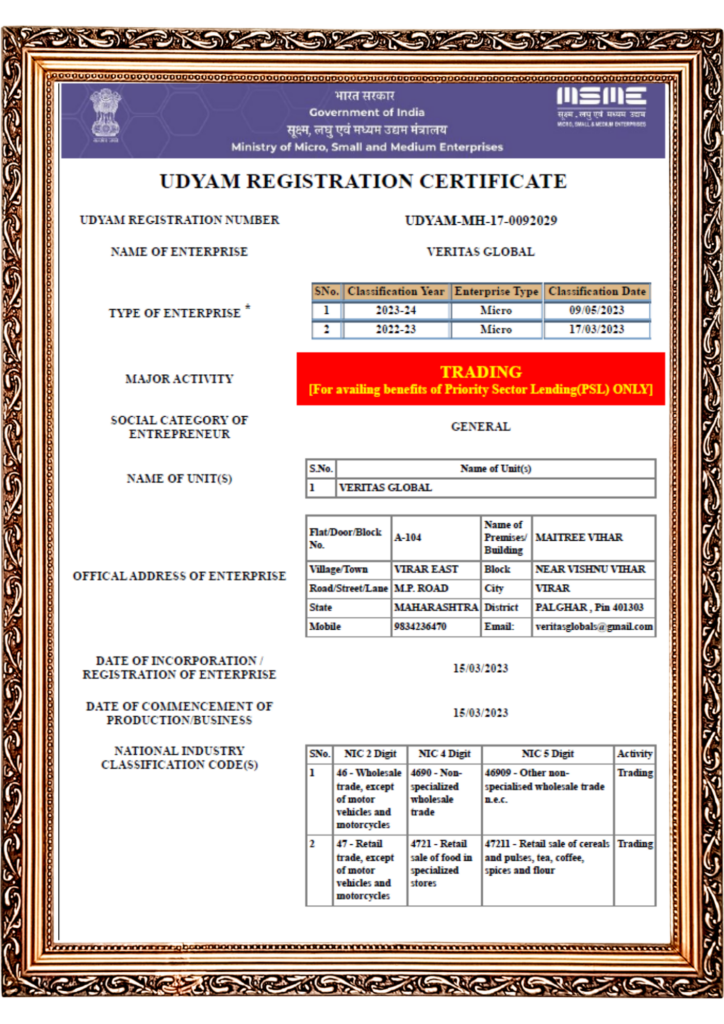 भारत सरकार
Government of India
सूक्ष्म, लघु एवं मध्यम उद्यम मंत्रालय
Ministry of Micro, Small and Medium Enterprises
MSME
सूक्ष्म, लघु एवं मध्यम उद्यम
MICRO, SMALL & MEDIUM ENTERPRISES
UDYAM REGISTRATION CERTIFICATE
UDYAM REGISTRATION NUMBER UDYAM-MH-17-0092029
NAME OF ENTERPRISE VERITAS GLOBAL
TYPE OF ENTERPRISE *
SNo. Classification Year Enterprise Type Classification Date
1 2023-24 Micro 09/05/2023
2 2022-23 Micro 17/03/2023
MAJOR ACTIVITY
TRADING
[For availing benefits of Priority Sector Lending(PSL) ONLY]
SOCIAL CATEGORY OF
ENTREPRENEUR
GENERAL
NAME OF UNIT(S)
S.No. Name of Unit(s)
1 VERITAS GLOBAL
OFFICAL ADDRESS OF ENTERPRISE
Flat/Door/Block
No.
A-104
Name of
Premises/
Building
MAITREE VIHAR
Village/Town VIRAR EAST Block NEAR VISHNU VIHAR
Road/Street/Lane M.P. ROAD City VIRAR
State MAHARASHTRA District PALGHAR , Pin 401303
Mobile 9834236470 Email: veritasglobals@gmail.com
DATE OF INCORPORATION /
REGISTRATION OF ENTERPRISE
15/03/2023
DATE OF COMMENCEMENT OF
PRODUCTION/BUSINESS
15/03/2023
NATIONAL INDUSTRY
CLASSIFICATION CODE(S)
SNo. NIC 2 Digit NIC 4 Digit NIC 5 Digit Activity
1
46 - Wholesale
trade, except
of motor
vehicles and
motorcycles
4690 - Non-
specialized
wholesale
trade
46909 - Other non-
specialised wholesale trade
n.e.c.
Trading
2
47 - Retail
trade, except
of motor
vehicles and
motorcycles
4721 - Retail
sale of food in
specialized
stores
47211 - Retail sale of cereals
and pulses, tea, coffee,
spices and flour
Trading